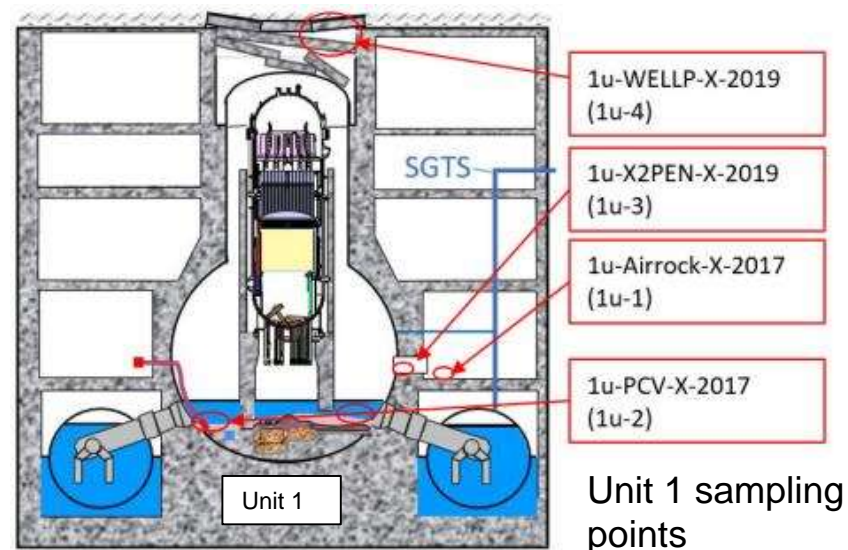 1u-WELLP-X-2019
(1u-4)
SGTS
1u-X2PEN-X-2019
(1u-3)
1u-Airrock-X-2017
(1u-1)
1u-PCV-X-2017
(1u-2)
Unit 1
Unit 1 sampling
points